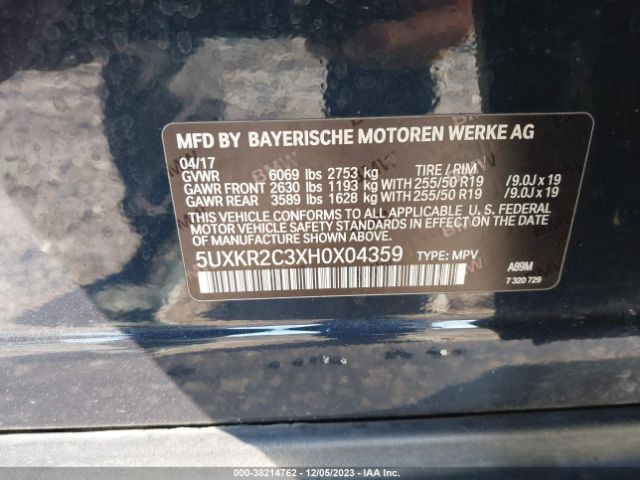 MFD BY BAYERISCHE MOTOREN WERKE AG
04/17
GVWR 6069 lbs 2753 kg TIRE / RIM
GAWR FRONT 2630 lbs 1193 kg WITH 255/50 R19 / 9.0J x 19
GAWR REAR 3589 lbs 1628 kg WITH 255/50 R19 / 9.0J x 19
THIS VEHICLE CONFORMS TO ALL APPLICABLE U. S. FEDERAL
MOTOR VEHICLE SAFETY STANDARDS IN EFFECT ON THE DATE OF
MANUFACTURE SHOWN ABOVE.
5UXKR2C3XH0X04359 TYPE: MPV A89M
7 320 729
000-38214762 - 12/05/2023 - IAA Inc.